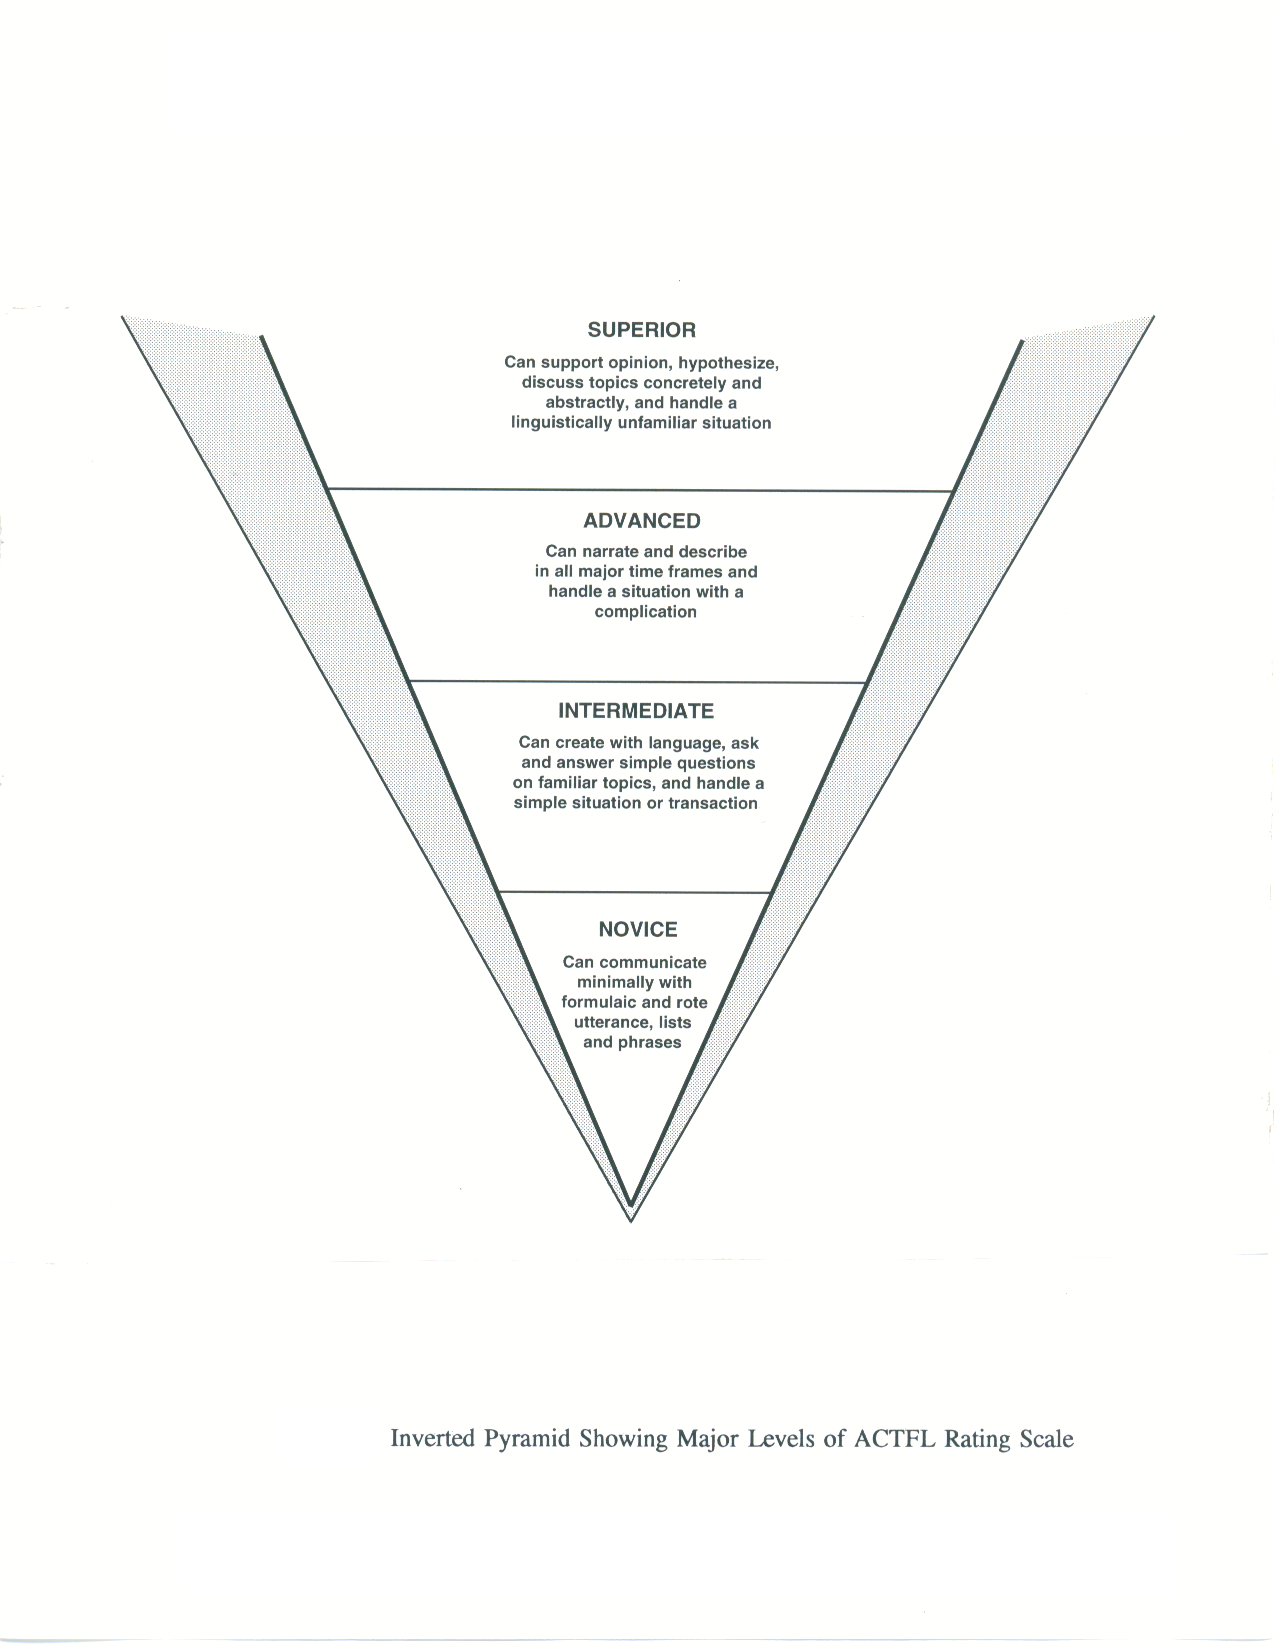 SUPERIOR
Can support opinion, hypothesize,
discuss topics concretely and
abstractly, and handle a
linguistically unfamiliar situation
ADVANCED
Can narrate and describe
in all major time frames and
handle a situation with a
complication
INTERMEDIATE
Can create with language, ask
and answer simple questions
on familiar topics, and handle a
simple situation or transaction
NOVICE
Can communicate
minimally with
formulaic and rote
utterance, lists
and phrases
Inverted Pyramid Showing Major Levels of ACTFL Rating Scale